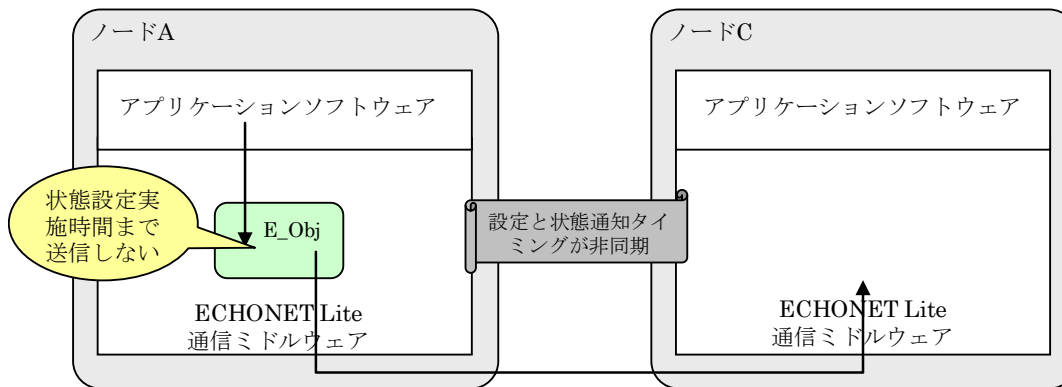 ノードA
ノードC
アプリケーションソフトウェア
アプリケーションソフトウェア
状態設定実
施時間まで
送信しない
E_Obj
設定と状態通知タイ
ミングが非同期
ECHONET Lite
通信ミドルウェア
ECHONET Lite
通信ミドルウェア